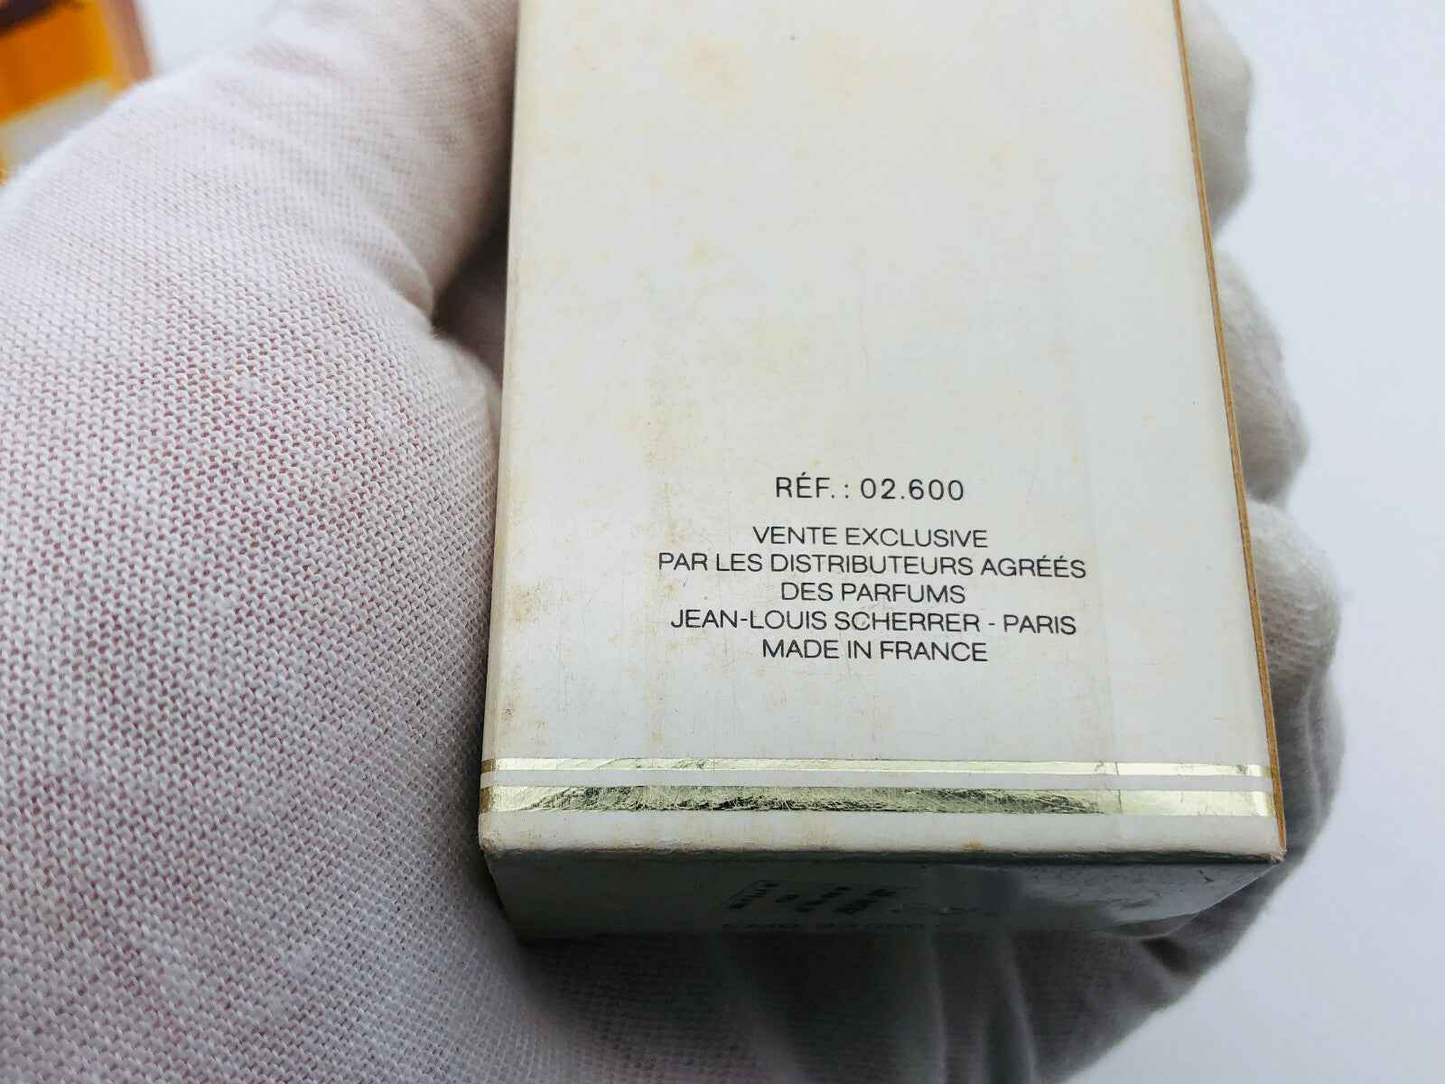 RÉF. : 02.600
VENTE EXCLUSIVE
PAR LES DISTRIBUTEURS AGRÉÉS
DES PARFUMS
JEAN-LOUIS SCHERRER - PARIS
MADE IN FRANCE